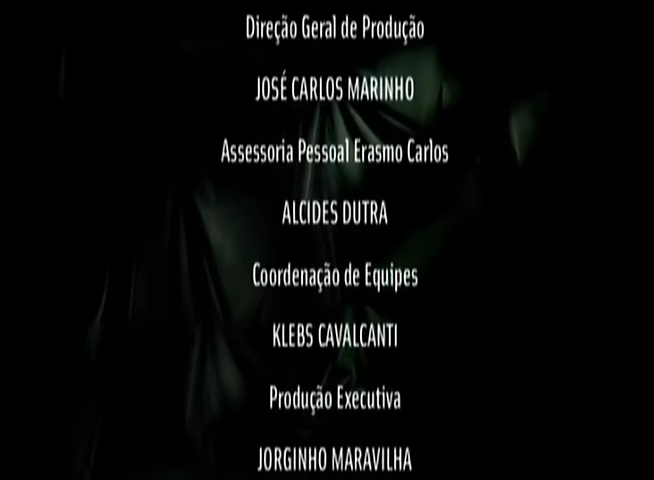 Direção Geral de Produção
JOSÉ CARLOS MARINHO
Assessoria Pessoal Erasmo Carlos
ALCIDES DUTRA
Coordenação de Equipes
KLEBS CAVALCANTI
Produção Executiva
JORGINHO MARAVILHA